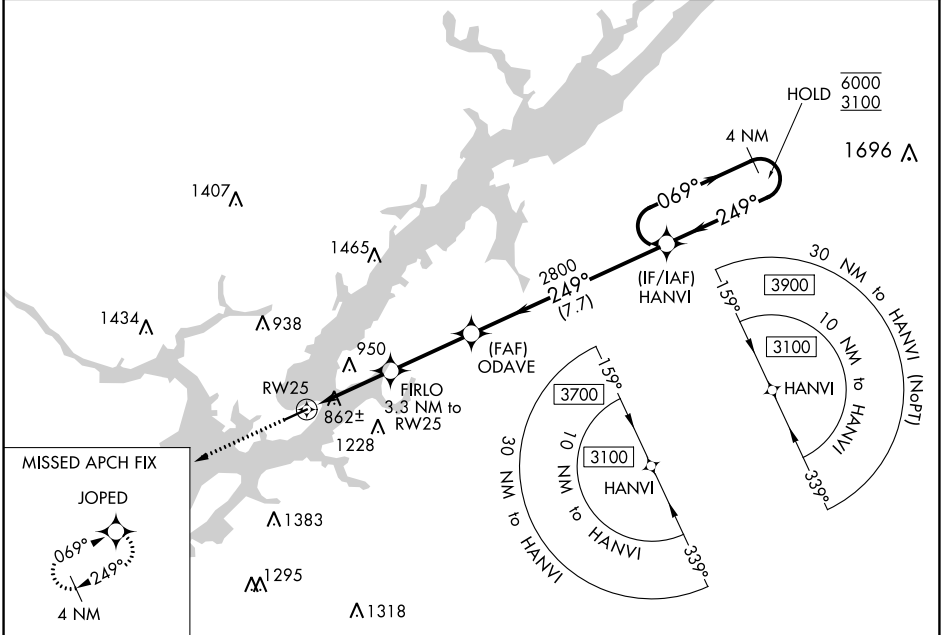 6000
3100
HOLD
4 NM
1696
069°
249°
1407
1465
2800
249°
(7.7)
(IF/IAF)
HANVI
30 NM to HANVI (NoPT)
159°
3900
10 NM to HANVI
3100
HANVI
339°
1434
938
950
(FAF)
ODAVE
RW25
FIRLO
3.3 NM to
RW25
862±
1228
159°
3700
3100
HANVI
10 NM to HANVI
30 NM to HANVI
339°
MISSED APCH FIX
JOPED
069°
249°
4 NM
1383
1295
1318